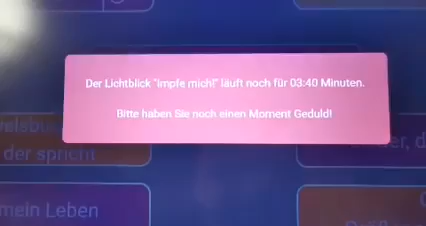 Der Lichtblick "Impfe mich!" läuft noch für 03:40 Minuten.
Bitte haben Sie noch einen Moment Geduld!
der spricht
mein Leben